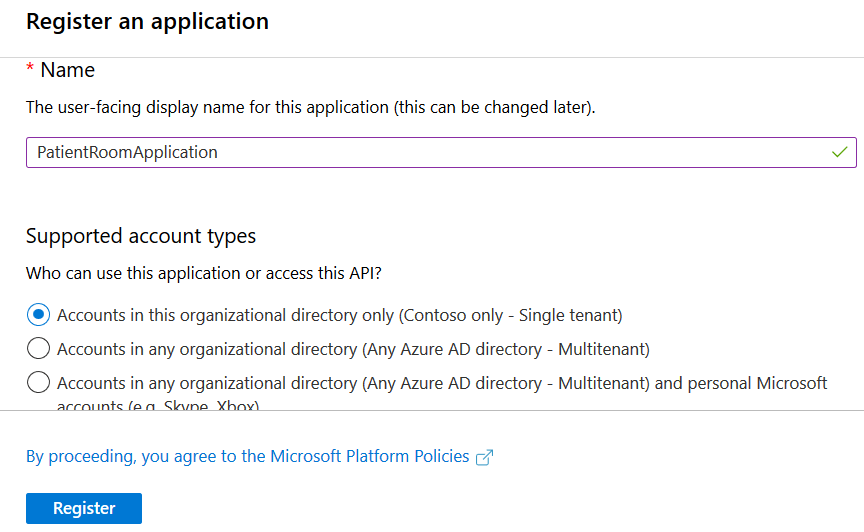 Register an application
* Name
The user-facing display name for this application (this can be changed later).
PatientRoomApplication
Supported account types
Who can use this application or access this API?
Accounts in this organizational directory only (Contoso only - Single tenant)
Accounts in any organizational directory (Any Azure AD directory - Multitenant)
Accounts in any organizational directory (Any Azure AD directory - Multitenant) and personal Microsoft
accounts (e.g. Skype, Xbox)
By proceeding, you agree to the Microsoft Platform Policies
Register